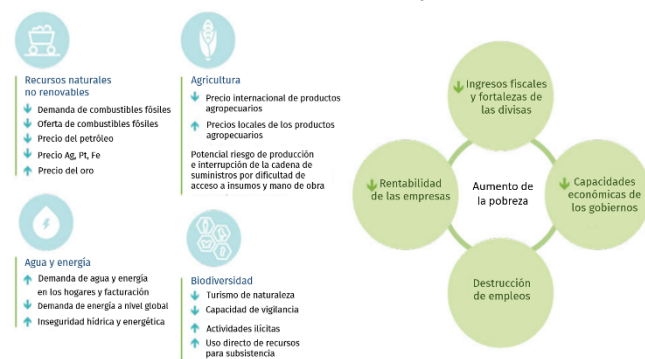 Recursos naturales
no renovables
Demanda de combustibles fósiles
Oferta de combustibles fósiles
Precio del petróleo
Precio Ag, Pt, Fe
Precio del oro
Agricultura
Precio internacional de productos
agropecuarios
Precios locales de los productos
agropecuarios
Potencial riesgo de producción
e interrupción de la cadena de
suministros por dificultad de
acceso a insumos y mano de obra
Agua y energía
Demanda de agua y energía
en los hogares y facturación
Demanda de energía a nivel global
Inseguridad hídrica y energética
Biodiversidad
Turismo de naturaleza
Capacidad de vigilancia
Actividades ilícitas
Uso directo de recursos
para subsistencia
Ingresos fiscales
y fortalezas de
las divisas
Rentabilidad
de las empresas
Aumento de
la pobreza
Capacidades
económicas de
los gobiernos
Destrucción
de empleos